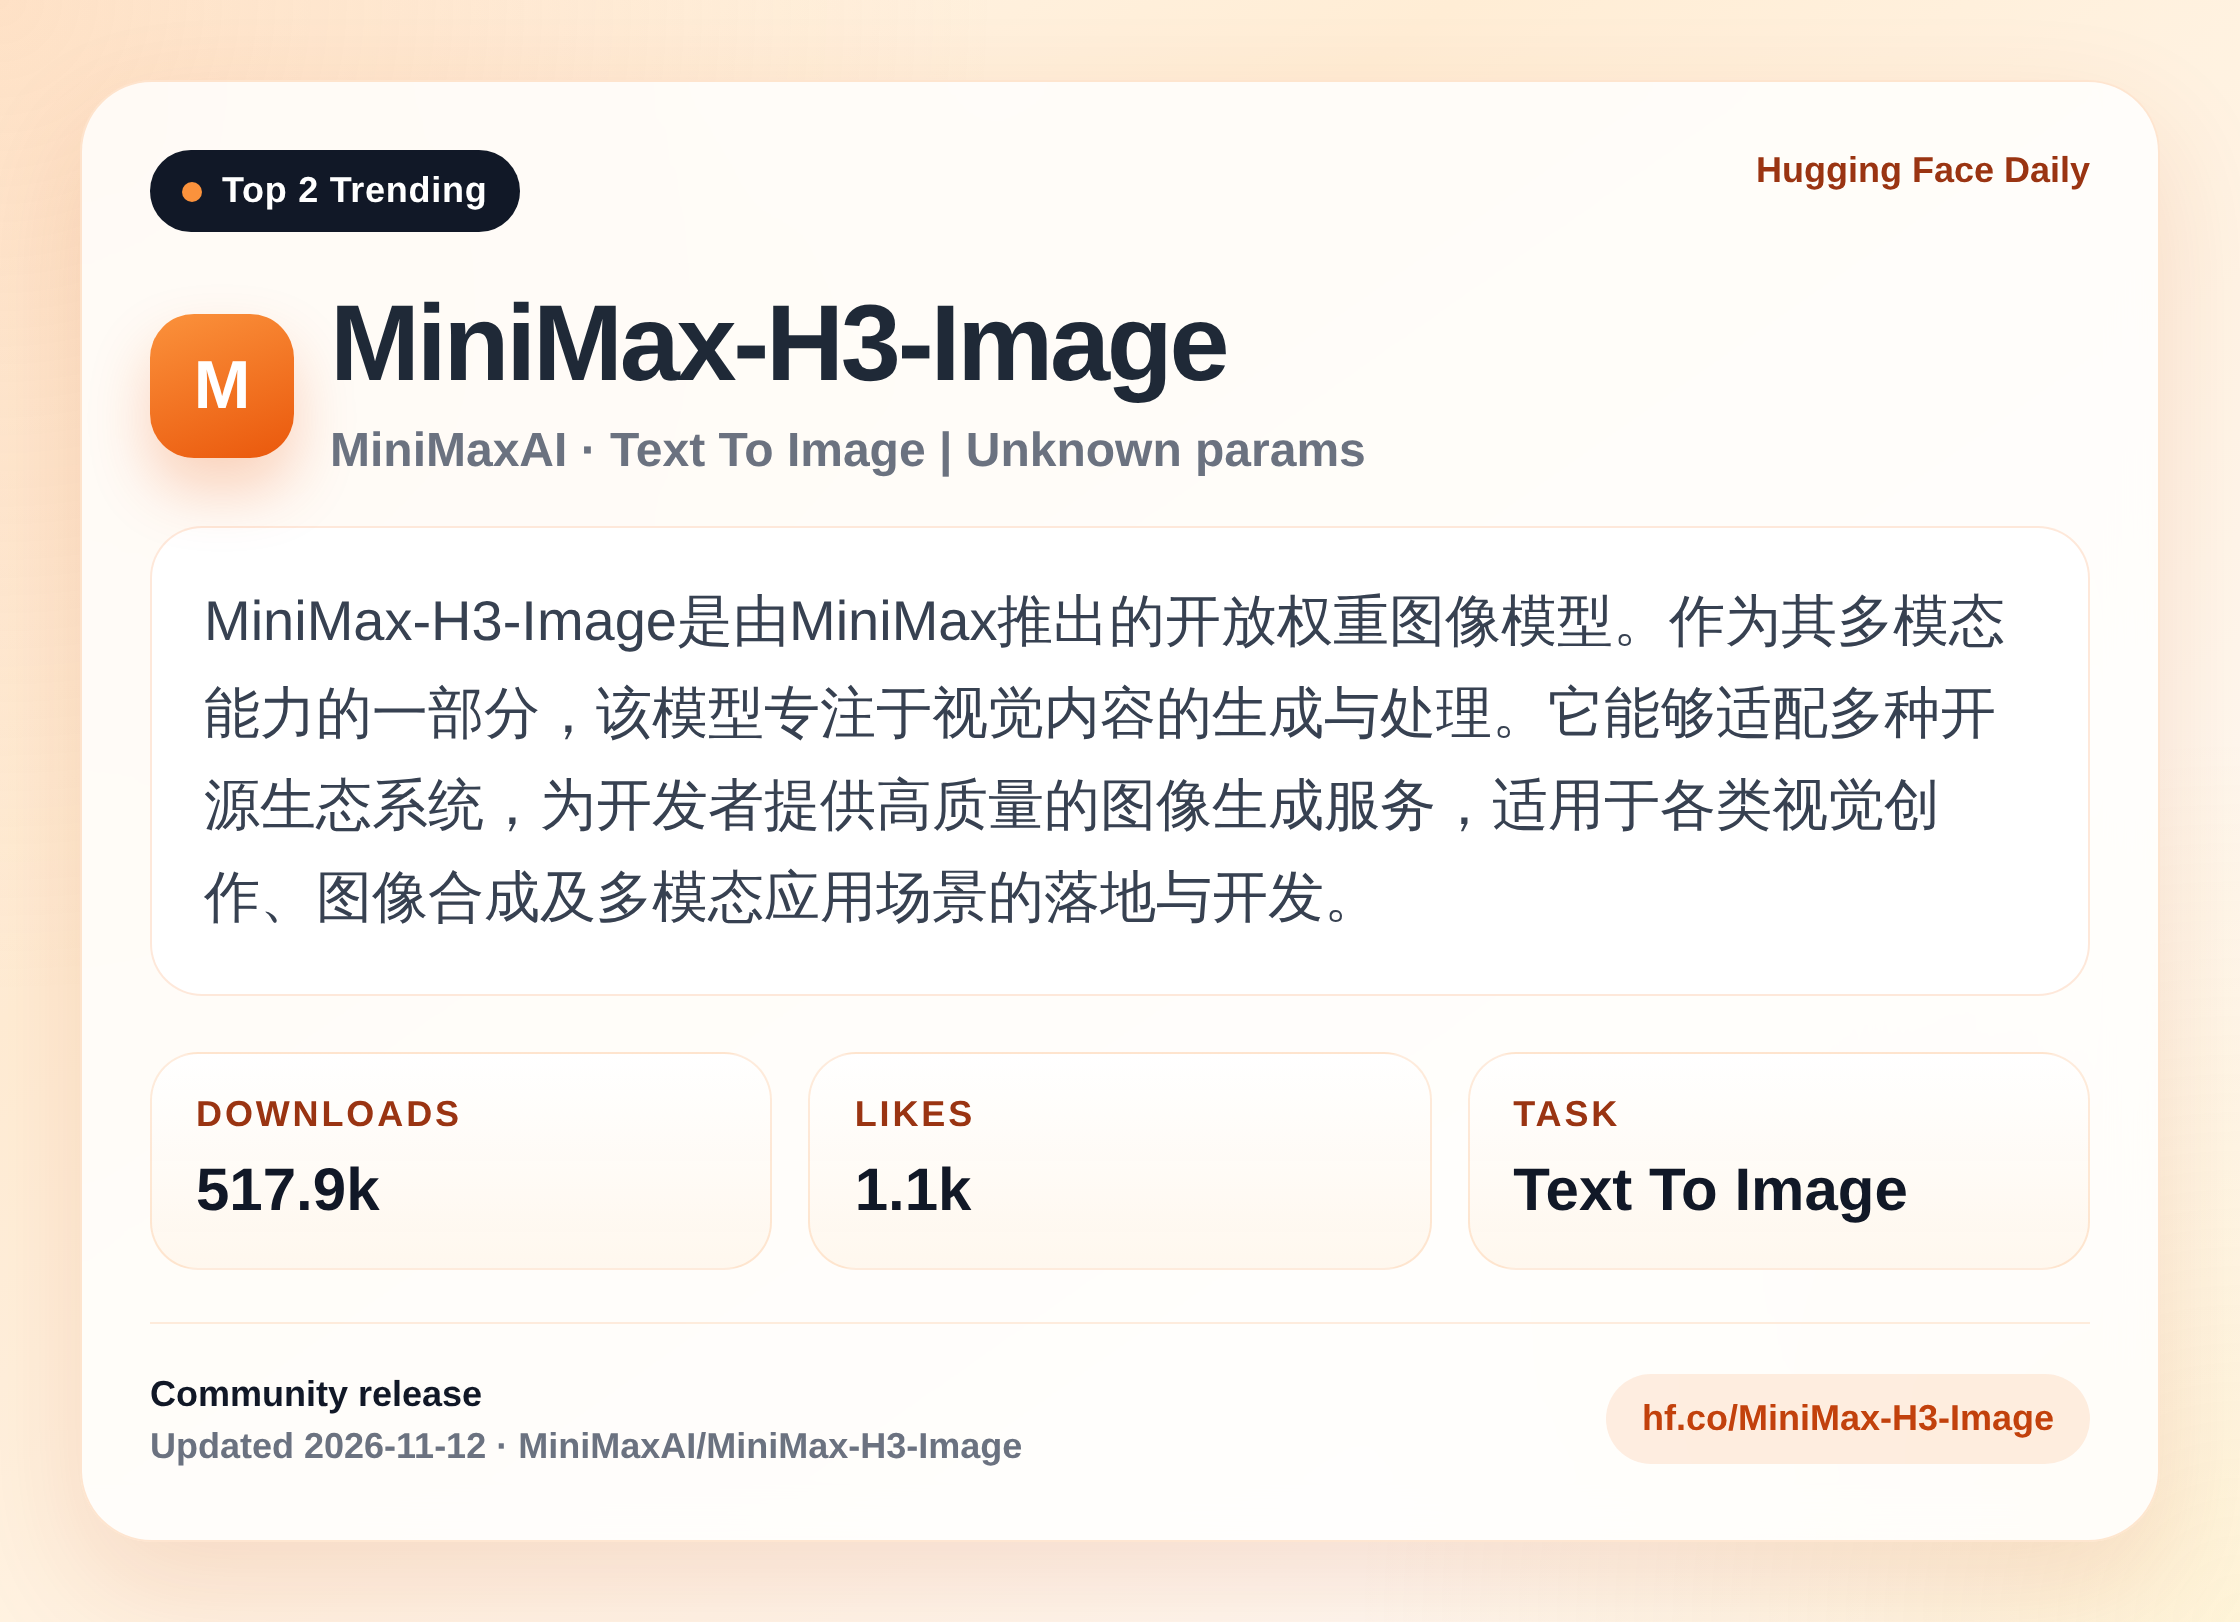 Top 2 Trending
Hugging Face Daily
M
MiniMax-H3-Image
MiniMaxAI · Text To Image | Unknown params
MiniMax-H3-Image是由MiniMax推出的开放权重图像模型。作为其多模态
能力的一部分，该模型专注于视觉内容的生成与处理。它能够适配多种开
源生态系统，为开发者提供高质量的图像生成服务，适用于各类视觉创
作、图像合成及多模态应用场景的落地与开发。
DOWNLOADS
517.9k
LIKES
1.1k
TASK
Text To Image
Community release
Updated 2026-11-12 · MiniMaxAI/MiniMax-H3-Image
hf.co/MiniMax-H3-Image